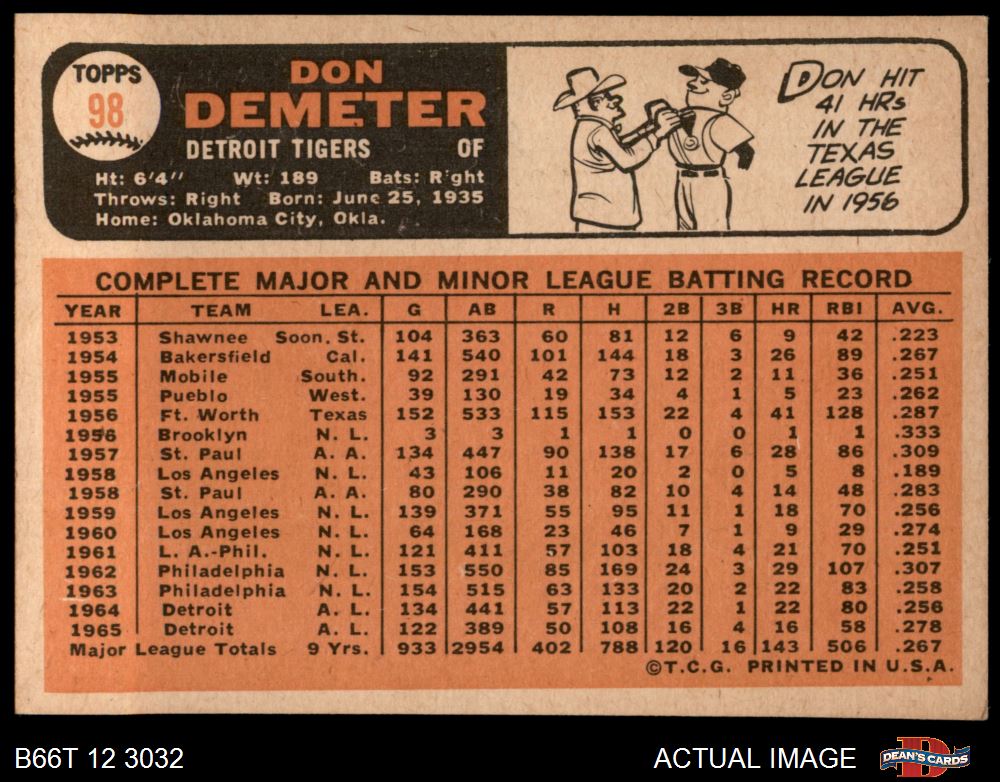 TOPPS
98
DON
DEMETER
DETROIT TIGERS OF
Ht: 6'4" Wt: 189 Bats: Right
Throws: Right Born: June 25, 1935
Home: Oklahoma City, Okla.
DON HIT
41 HRs
IN THE
TEXAS
LEAGUE
IN 1956
COMPLETE MAJOR AND MINOR LEAGUE BATTING RECORD
YEAR TEAM LEA. G AB R H 2B 3B HR RBI AVG.
1953 Shawnee Soon. St. 104 363 60 81 12 6 9 42 .223
1954 Bakersfield Cal. 141 540 101 144 18 3 26 89 .267
1955 Mobile South. 92 291 42 73 12 2 11 36 .251
1955 Pueblo West. 39 130 19 34 4 1 5 23 .262
1956 Ft. Worth Texas 152 533 115 153 22 4 41 128 .287
1956 Brooklyn N. L. 3 3 1 1 0 0 1 1 .333
1957 St. Paul A. A. 134 447 90 138 17 6 28 86 .309
1958 Los Angeles N. L. 43 106 11 20 2 0 5 8 .189
1958 St. Paul A. A. 80 290 38 82 10 4 14 48 .283
1959 Los Angeles N. L. 139 371 55 95 11 1 18 70 .256
1960 Los Angeles N. L. 64 168 23 46 7 1 9 29 .274
1961 L. A.-Phil. N. L. 121 411 57 103 18 4 21 70 .251
1962 Philadelphia N. L. 153 550 85 169 24 3 29 107 .307
1963 Philadelphia N. L. 154 515 63 133 20 2 22 83 .258
1964 Detroit A. L. 134 441 57 113 22 1 22 80 .256
1965 Detroit A. L. 122 389 50 108 16 4 16 58 .278
Major League Totals 9 Yrs. 933 2954 402 788 120 16 143 506 .267
©T.C.G. PRINTED IN U.S.A.
B66T 12 3032 ACTUAL IMAGE DEAN'S CARDS